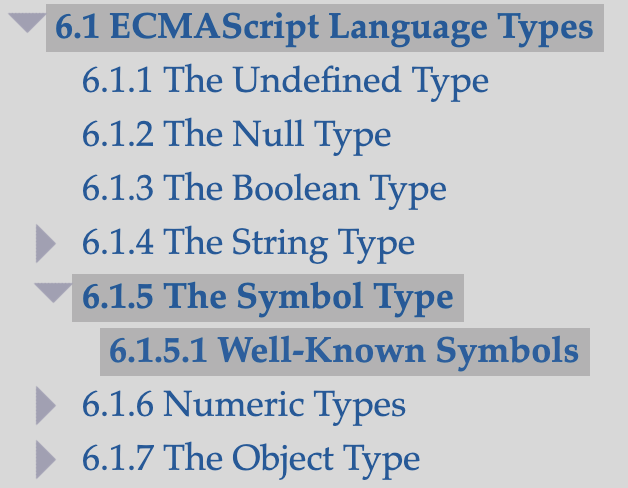 6.1 ECMAScript Language Types
6.1.1 The Undefined Type
6.1.2 The Null Type
6.1.3 The Boolean Type
6.1.4 The String Type
6.1.5 The Symbol Type
6.1.5.1 Well-Known Symbols
6.1.6 Numeric Types
6.1.7 The Object Type